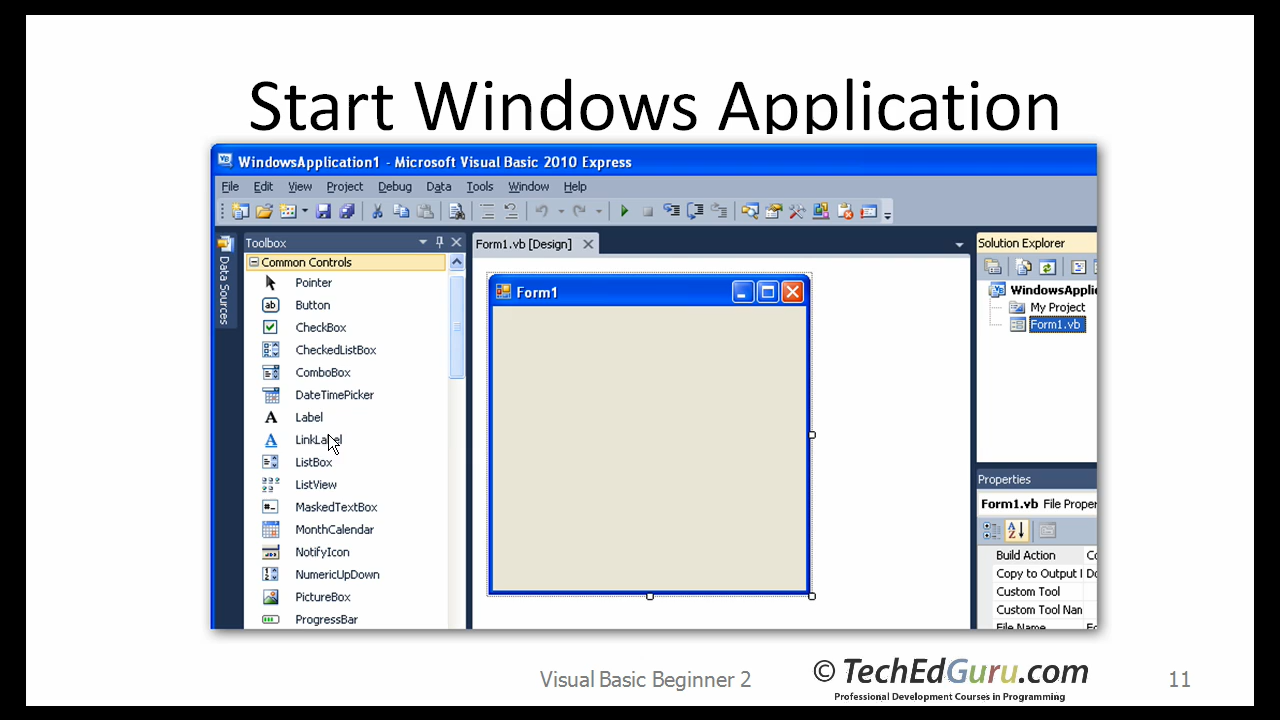 Start Windows Application
WindowsApplication1 - Microsoft Visual Basic 2010 Express
File Edit View Project Debug Data Tools Window Help
Toolbox
Form1.vb [Design]
Solution Explorer
Data Sources
Common Controls
Pointer
Button
CheckBox
CheckedListBox
ComboBox
DateTimePicker
Label
LinkLabel
ListBox
ListView
MaskedTextBox
MonthCalendar
NotifyIcon
NumericUpDown
PictureBox
ProgressBar
Form1
WindowsApplic
My Project
Form1.vb
Properties
Form1.vb File Proper
Build Action Co
Copy to Output I Do
Custom Tool
Custom Tool Nam
Visual Basic Beginner 2
© TechEdGuru.com
Professional Development Courses in Programming
11